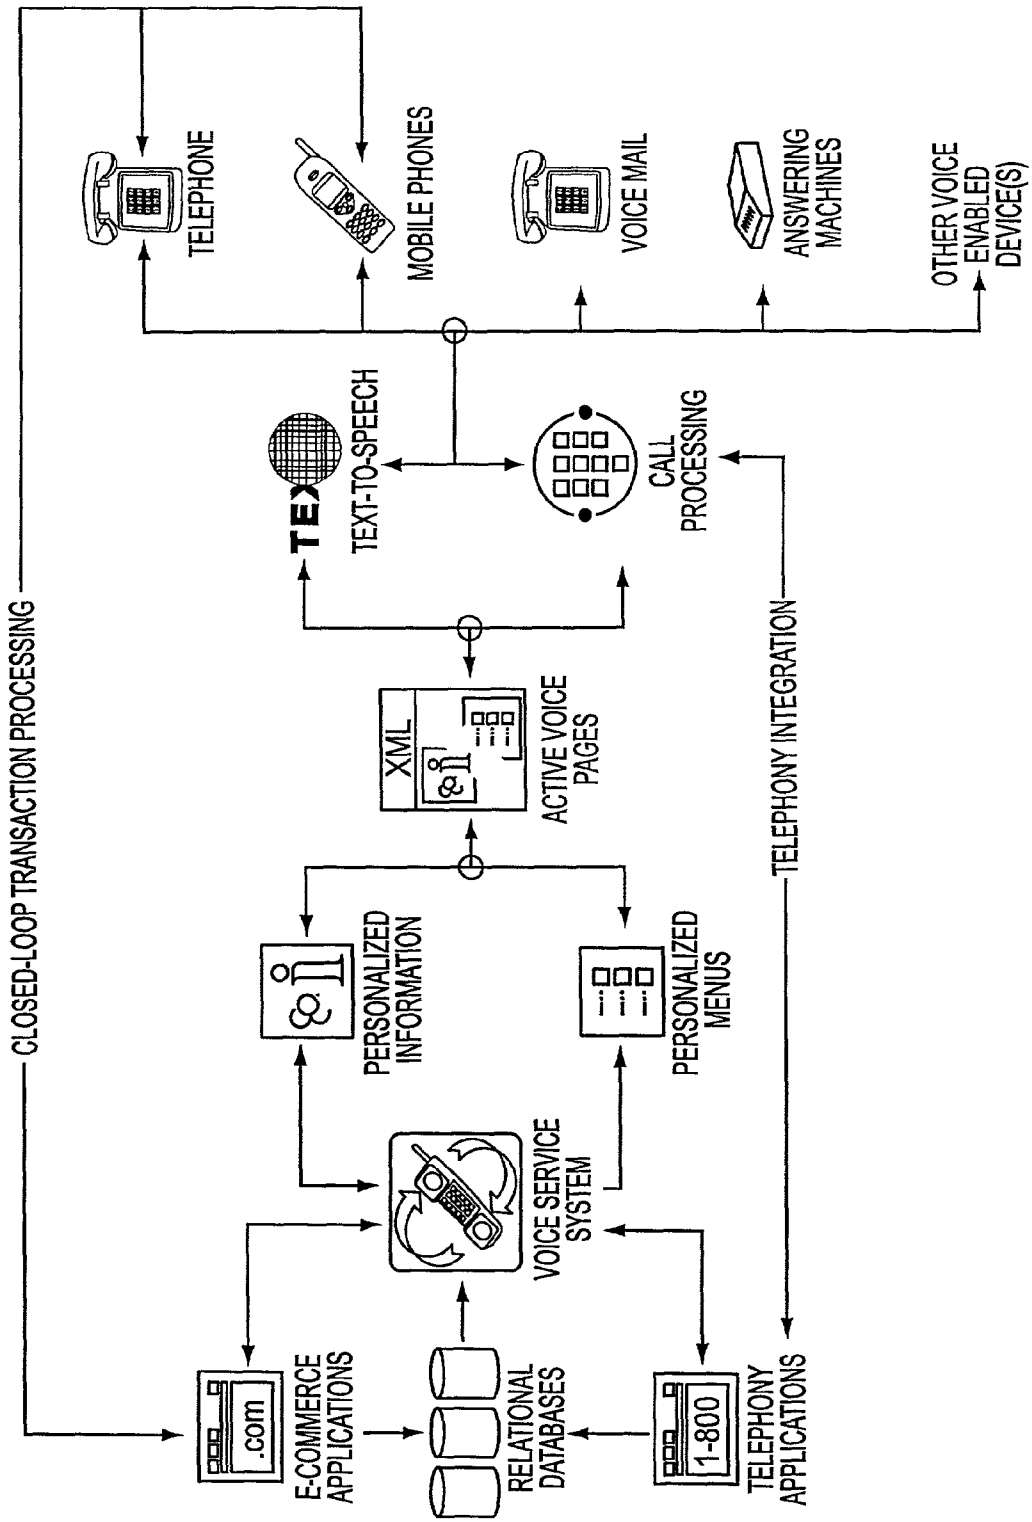 CLOSED-LOOP TRANSACTION PROCESSING
.com
E-COMMERCE
APPLICATIONS
RELATIONAL
DATABASES
1-800
TELEPHONY
APPLICATIONS
VOICE SERVICE
SYSTEM
PERSONALIZED
INFORMATION
PERSONALIZED
MENUS
XML
ACTIVE VOICE
PAGES
TEX
TEXT-TO-SPEECH
CALL
PROCESSING
TELEPHONY INTEGRATION
TELEPHONE
MOBILE PHONES
VOICE MAIL
ANSWERING
MACHINES
OTHER VOICE
ENABLED
DEVICE(S)